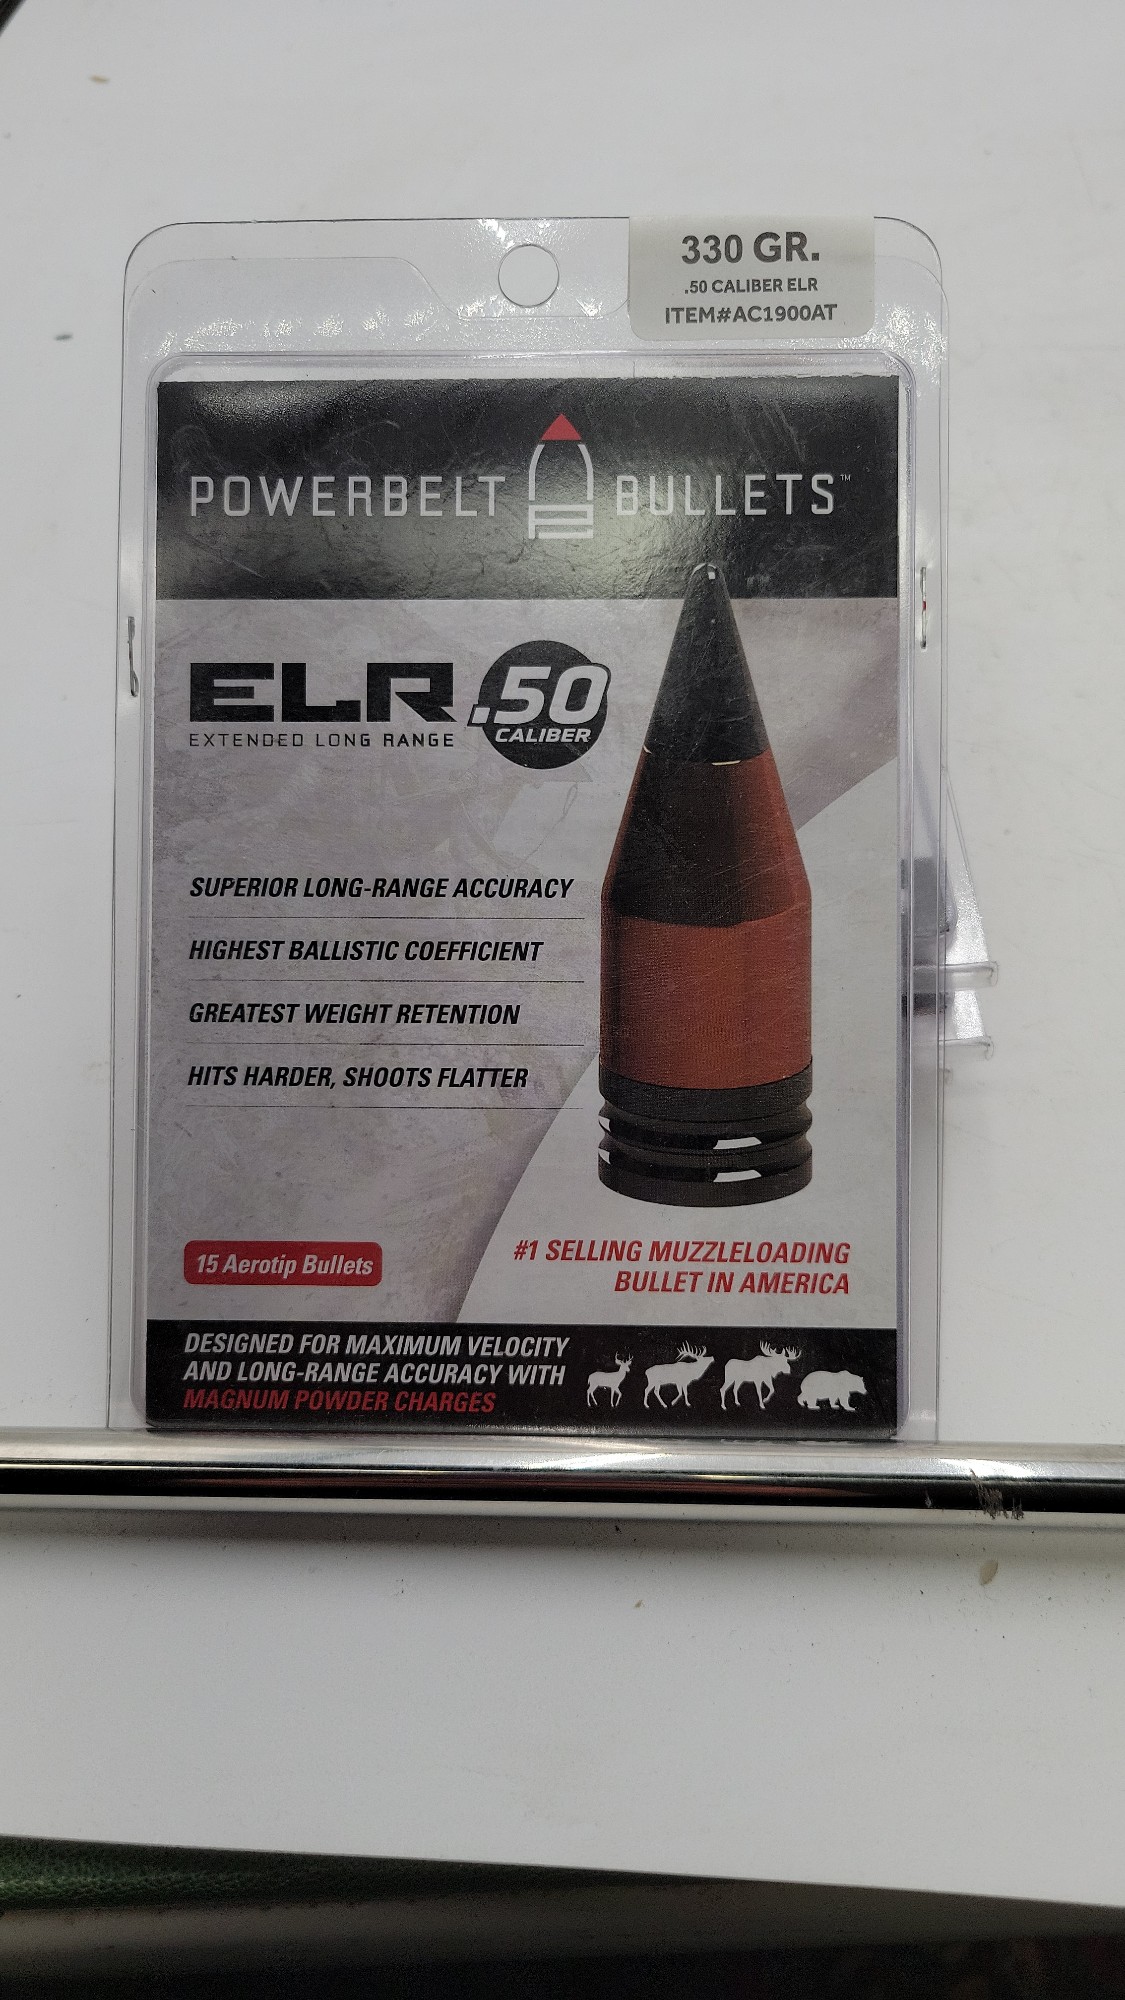 330 GR.
.50 CALIBER ELR
ITEM#AC1900AT
POWERBELT BULLETS™
ELR .50
EXTENDED LONG RANGE CALIBER
SUPERIOR LONG-RANGE ACCURACY
HIGHEST BALLISTIC COEFFICIENT
GREATEST WEIGHT RETENTION
HITS HARDER, SHOOTS FLATTER
15 Aerotip Bullets
#1 SELLING MUZZLELOADING
BULLET IN AMERICA
DESIGNED FOR MAXIMUM VELOCITY
AND LONG-RANGE ACCURACY WITH
MAGNUM POWDER CHARGES